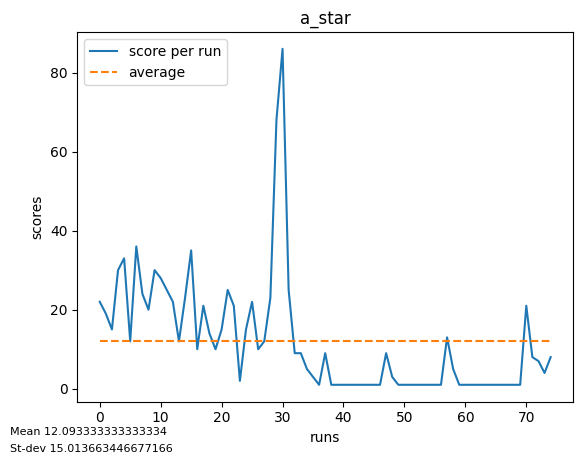 a_star
score per run
average
80
60
40
20
0
scores
0 10 20 30 40 50 60 70
runs
Mean 12.093333333333334
St-dev 15.013663446677166